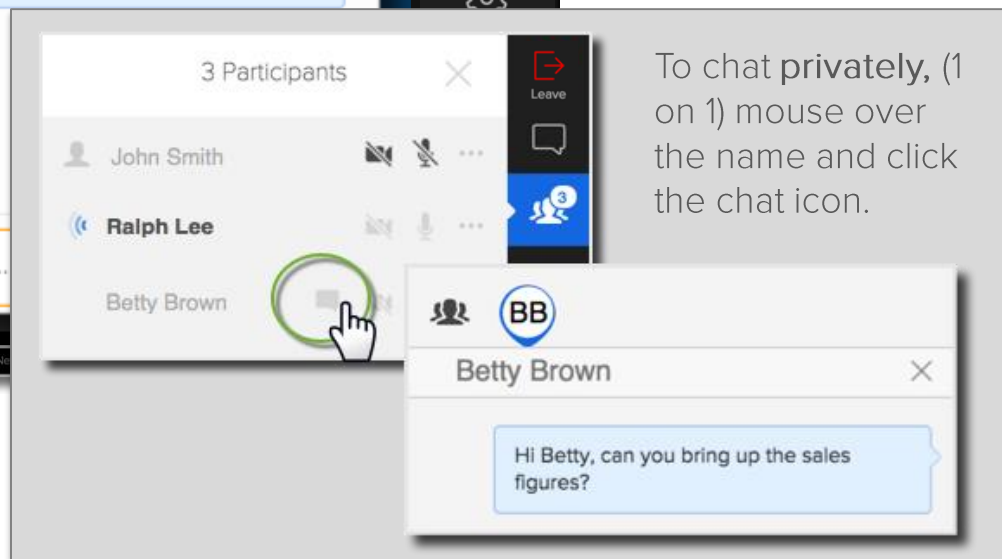 3 Participants
Leave
To chat privately, (1
on 1) mouse over
the name and click
the chat icon.
John Smith
3
Ralph Lee
Betty Brown
BB
Betty Brown
Hi Betty, can you bring up the sales
figures?